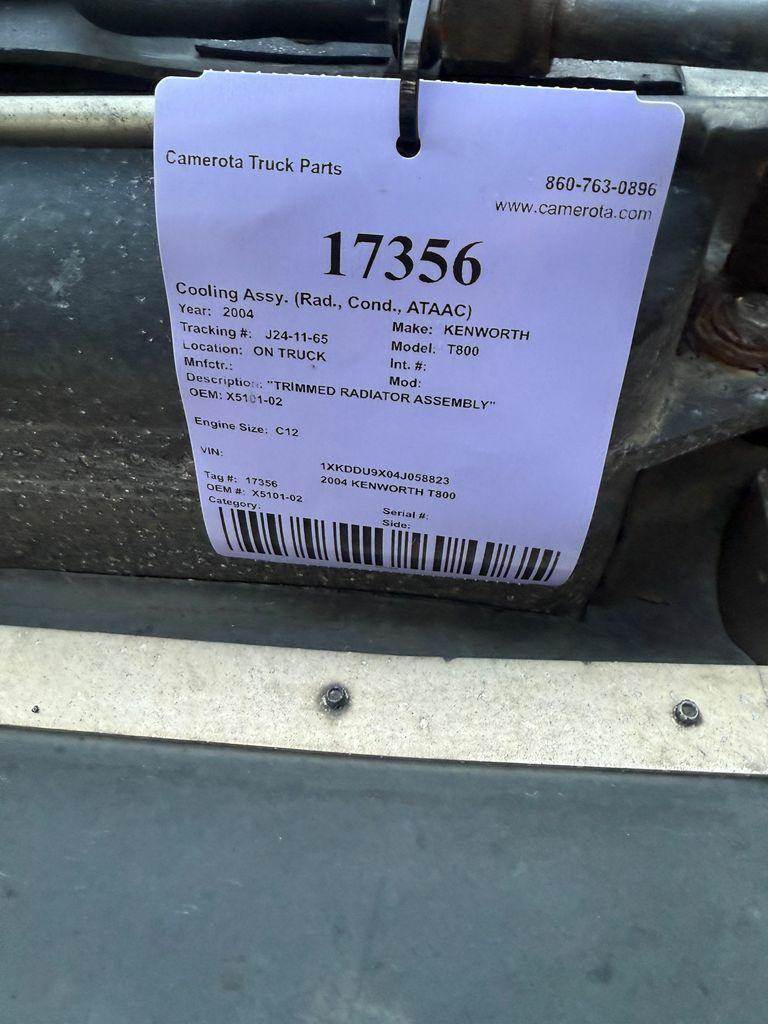 Camerota Truck Parts
860-763-0896
www.camerota.com
17356
Cooling Assy. (Rad., Cond., ATAAC)
Year: 2004 Make: KENWORTH
Tracking #: J24-11-65 Model: T800
Location: ON TRUCK Int. #:
Mnfctr.: Mod:
Description: "TRIMMED RADIATOR ASSEMBLY"
OEM: X5101-02
Engine Size: C12
VIN: 1XKDDU9X04J058823
Tag #: 17356 2004 KENWORTH T800
OEM #: X5101-02 Serial #:
Category: Side: